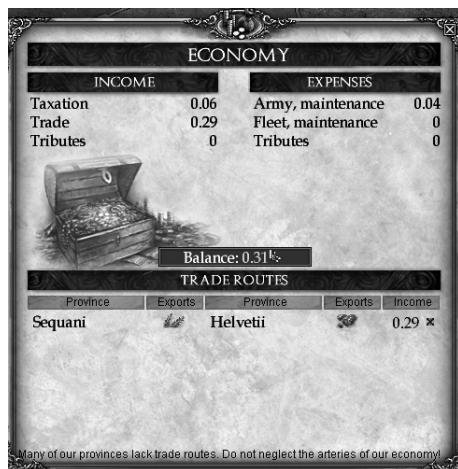 ECONOMY
INCOME EXPENSES
Taxation 0.06 Army, maintenance 0.04
Trade 0.29 Fleet, maintenance 0
Tributes 0 Tributes 0
Balance: 0.31
TRADE ROUTES
Province Exports Province Exports Income
Sequani Helvetii 0.29
Many of our provinces lack trade routes. Do not neglect the arteries of our economy!